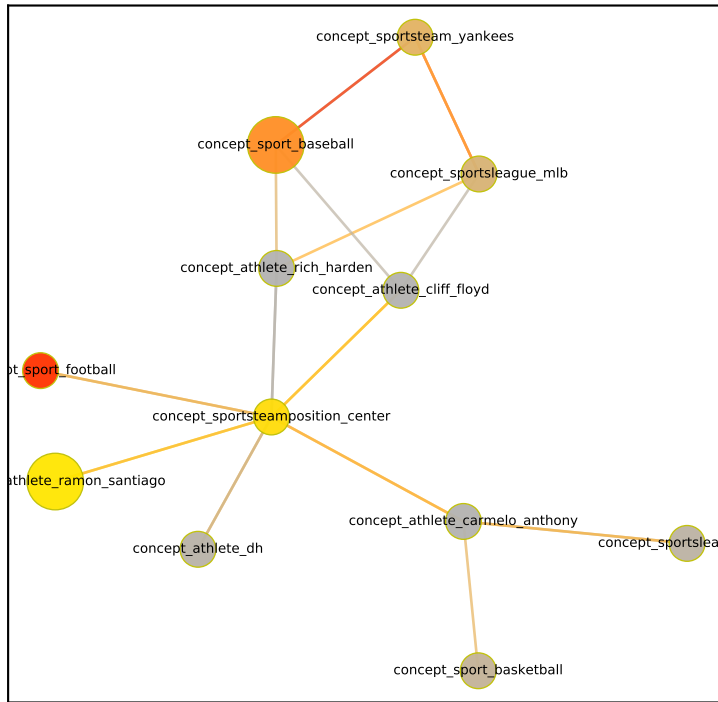 concept_sportsteam_yankees
concept_sport_baseball
concept_sportsleague_mlb
concept_athlete_rich_harden
concept_athlete_cliff_floyd
pt_sport_football
concept_sportsteamposition_center
athlete_ramon_santiago
concept_athlete_carmelo_anthony
concept_athlete_dh
concept_sportslea
concept_sport_basketball